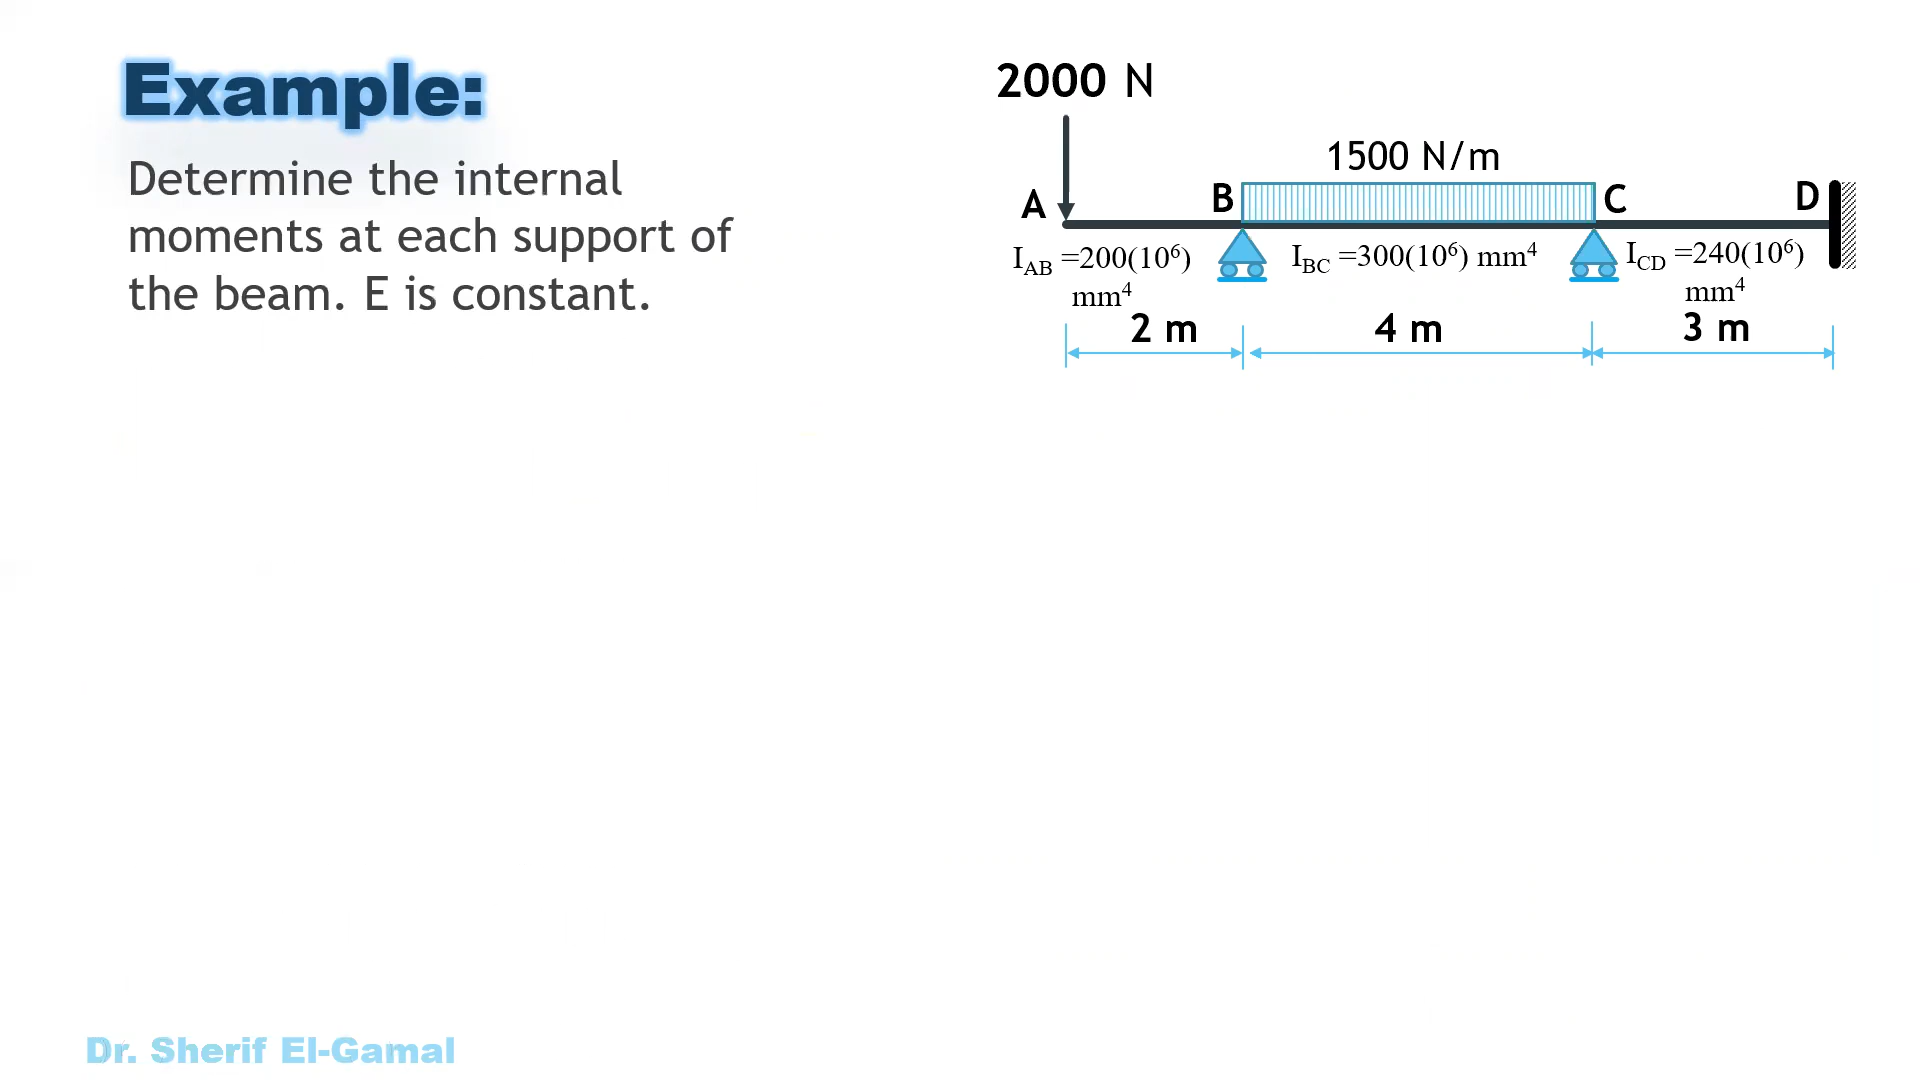 Example:
Determine the internal
moments at each support of
the beam. E is constant.
2000 N
1500 N/m
A
B
C
D
I_AB =200(10⁶)
mm⁴
I_BC =300(10⁶) mm⁴
I_CD =240(10⁶)
mm⁴
2 m
4 m
3 m
Dr. Sherif El-Gamal